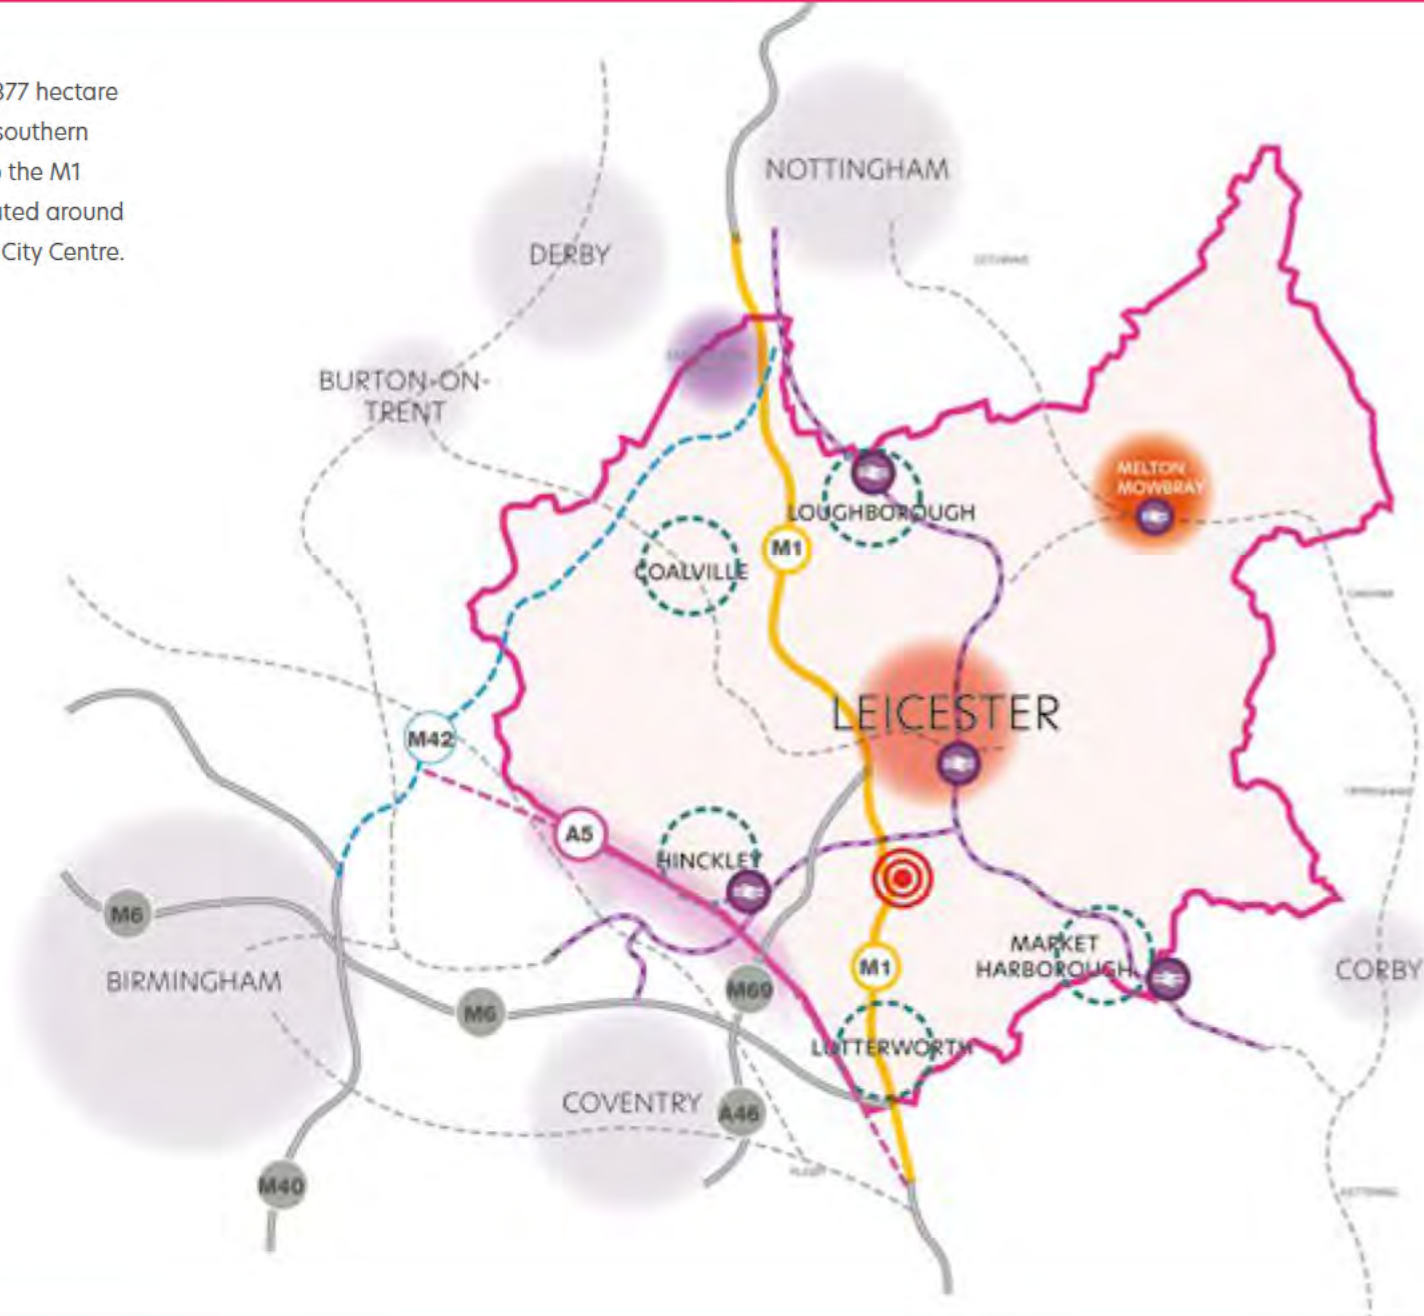 377 hectare
southern
the M1
ted around
City Centre.
NOTTINGHAM
DERBY
BURTON-ON-
TRENT
MELTON
MOWBRAY
LOUGHBOROUGH
M1
COALVILLE
LEICESTER
M42
A5
HINCKLEY
M6
MARKET
HARBOROUGH
M1
CORBY
BIRMINGHAM
M69
M6
LUTTERWORTH
COVENTRY
A46
M40